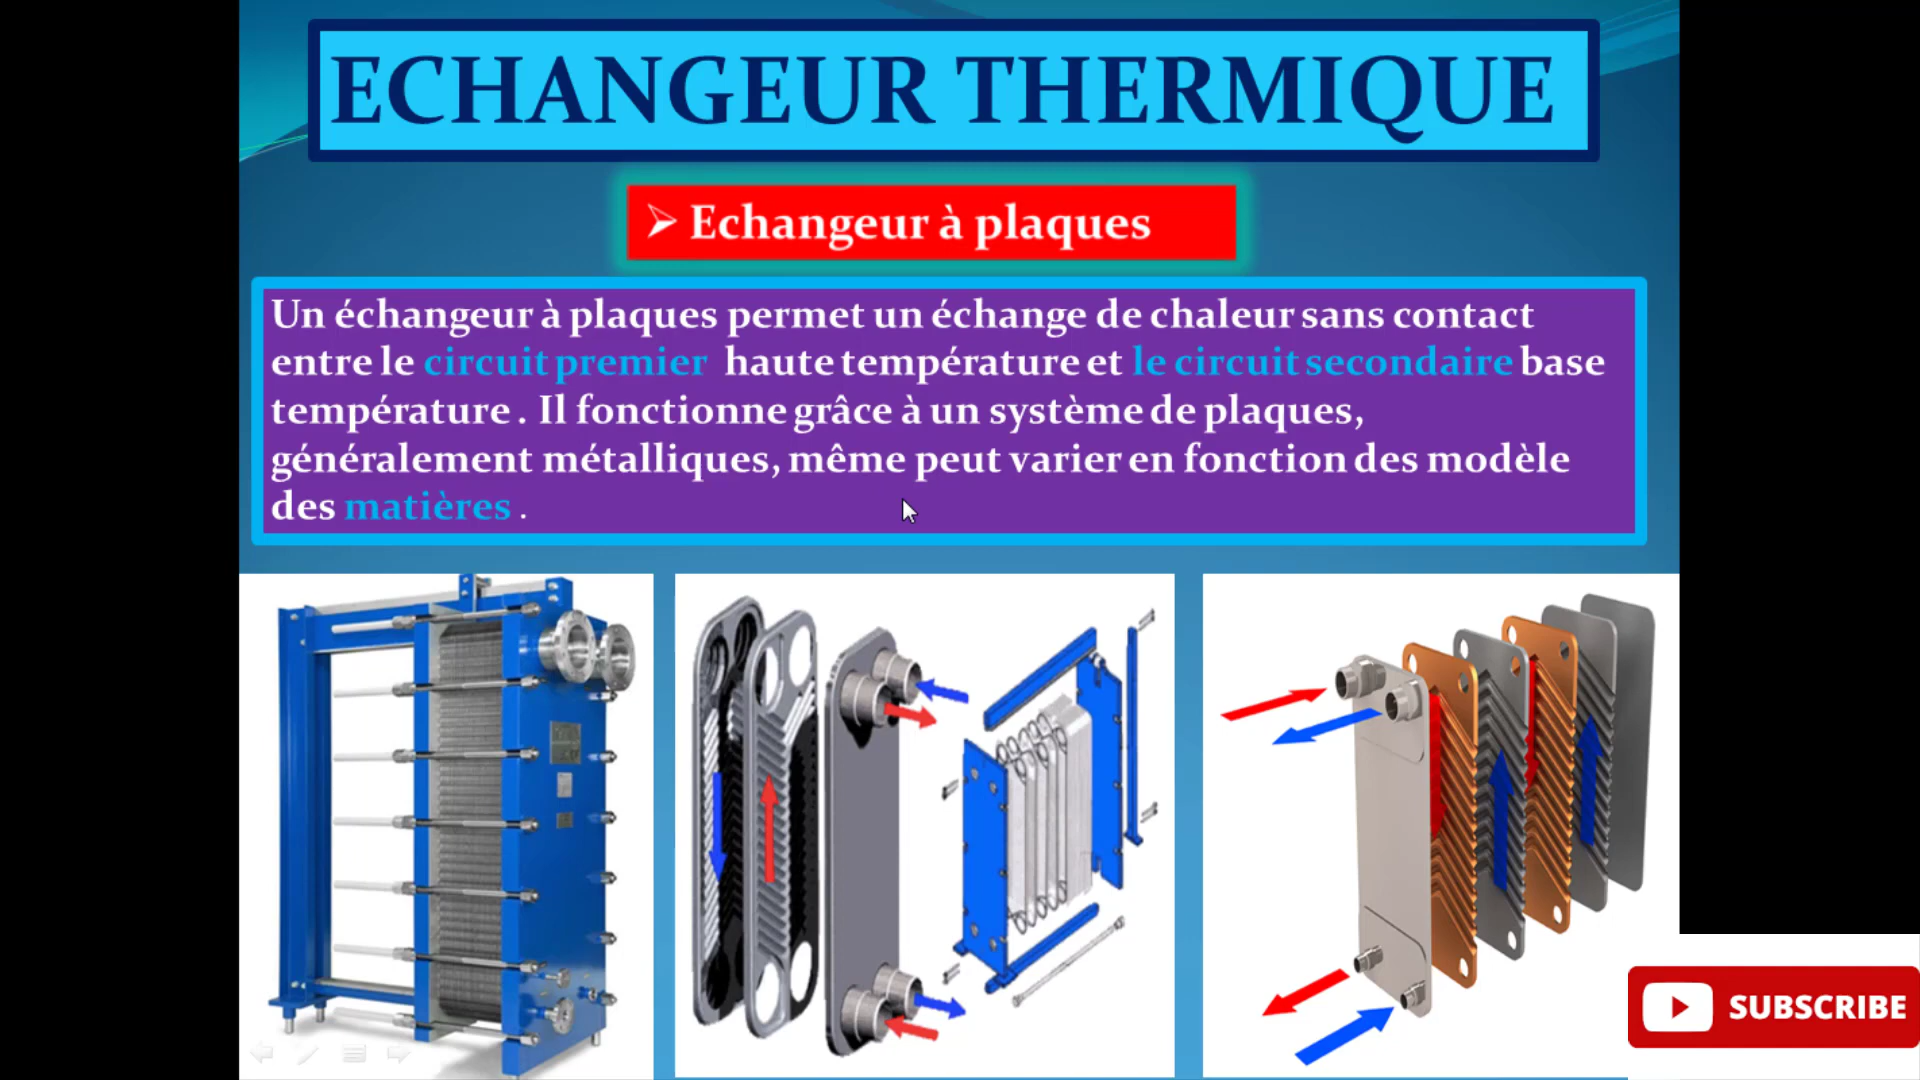 ECHANGEUR THERMIQUE
➢ Echangeur à plaques
Un échangeur à plaques permet un échange de chaleur sans contact
entre le circuit premier haute température et le circuit secondaire base
température . Il fonctionne grâce à un système de plaques,
généralement métalliques, même peut varier en fonction des modèle
des matières .
SUBSCRIBE